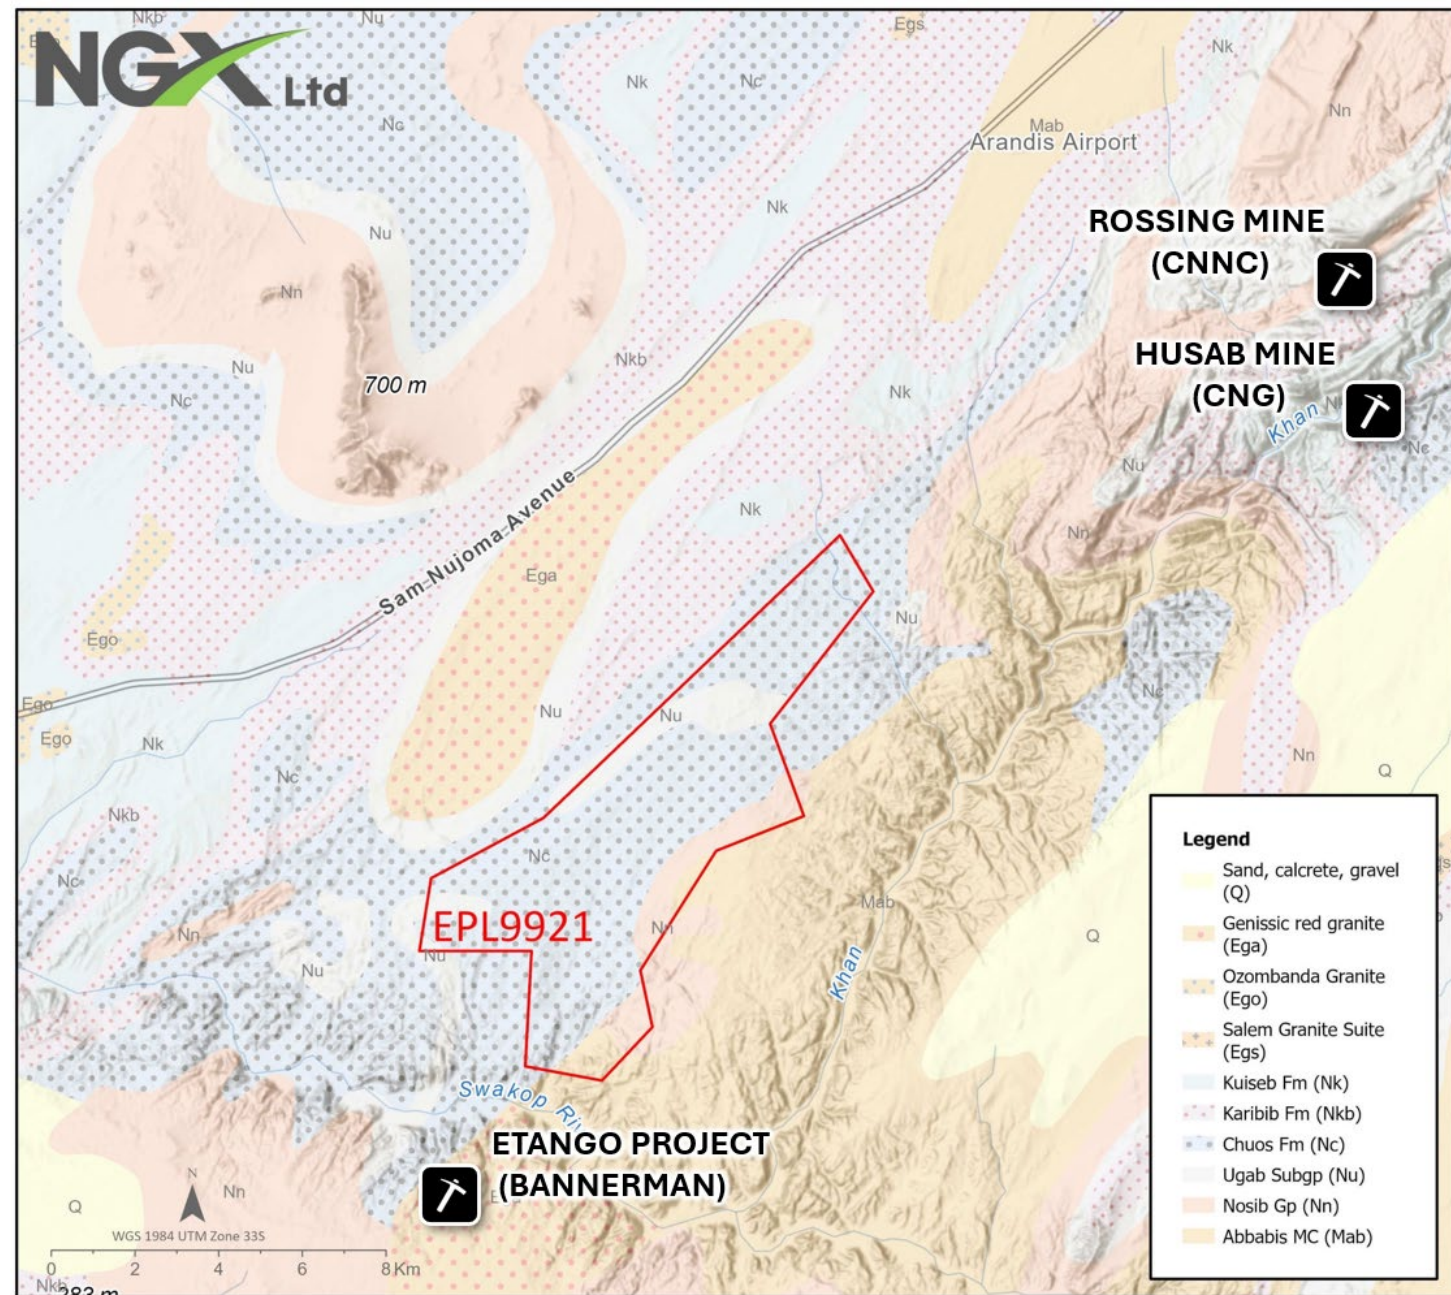 NGX Ltd
Nkb
Nu
Egs
Nk
Nk
Nc
Nc
Nn
Mab
Arandis Airport
ROSSING MINE
(CNNC)
Nk
Nu
Nn
HUSAB MINE
(CNG)
Khan
Nkb
Nu
700 m
Nc
Nk
Nc
Nu
Sam Nujoma Avenue
Nk
Nn
Ega
Nu
Ego
Nc
Ego
Nu
Nu
Ego
Nk
Nn
Q
Nc
Nkb
Nc
Nc
Mab
EPL9921
Nn
Nn
Nu
Q
Nu
Khan
Swakop Riv
ETANGO PROJECT
(BANNERMAN)
Nn
Q
N
WGS 1984 UTM Zone 33S
0 2 4 6 8 Km
Nkb
283 m
Legend
Sand, calcrete, gravel
(Q)
Genissic red granite
(Ega)
Ozombanda Granite
(Ego)
Salem Granite Suite
(Egs)
Kuiseb Fm (Nk)
Karibib Fm (Nkb)
Chuos Fm (Nc)
Ugab Subgp (Nu)
Nosib Gp (Nn)
Abbabis MC (Mab)